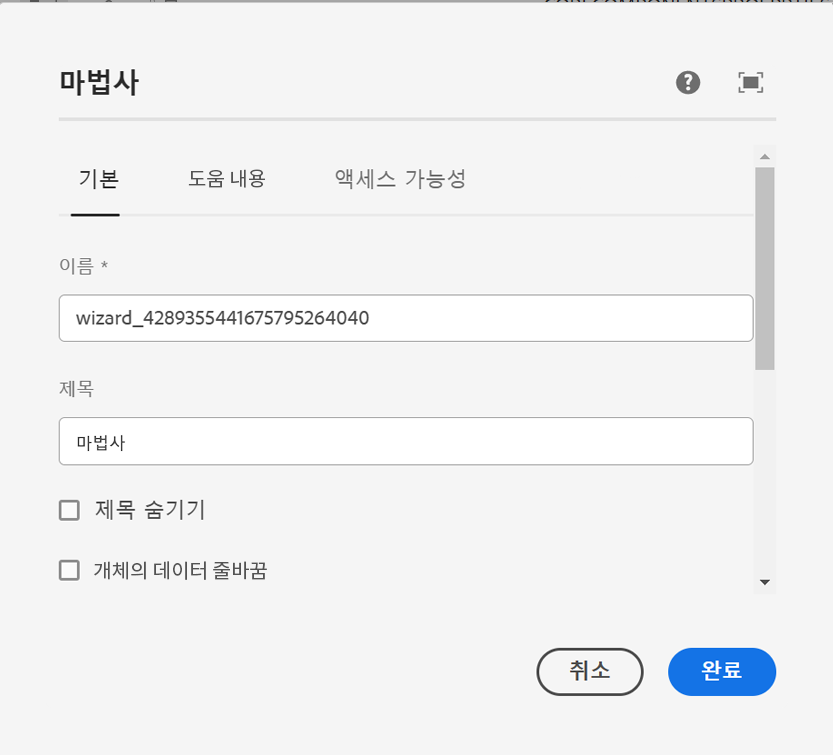 마법사
기본 도움 내용 액세스 가능성
이름 *
wizard_4289355441675795264040
제목
마법사
제목 숨기기
개체의 데이터 줄바꿈
취소 완료